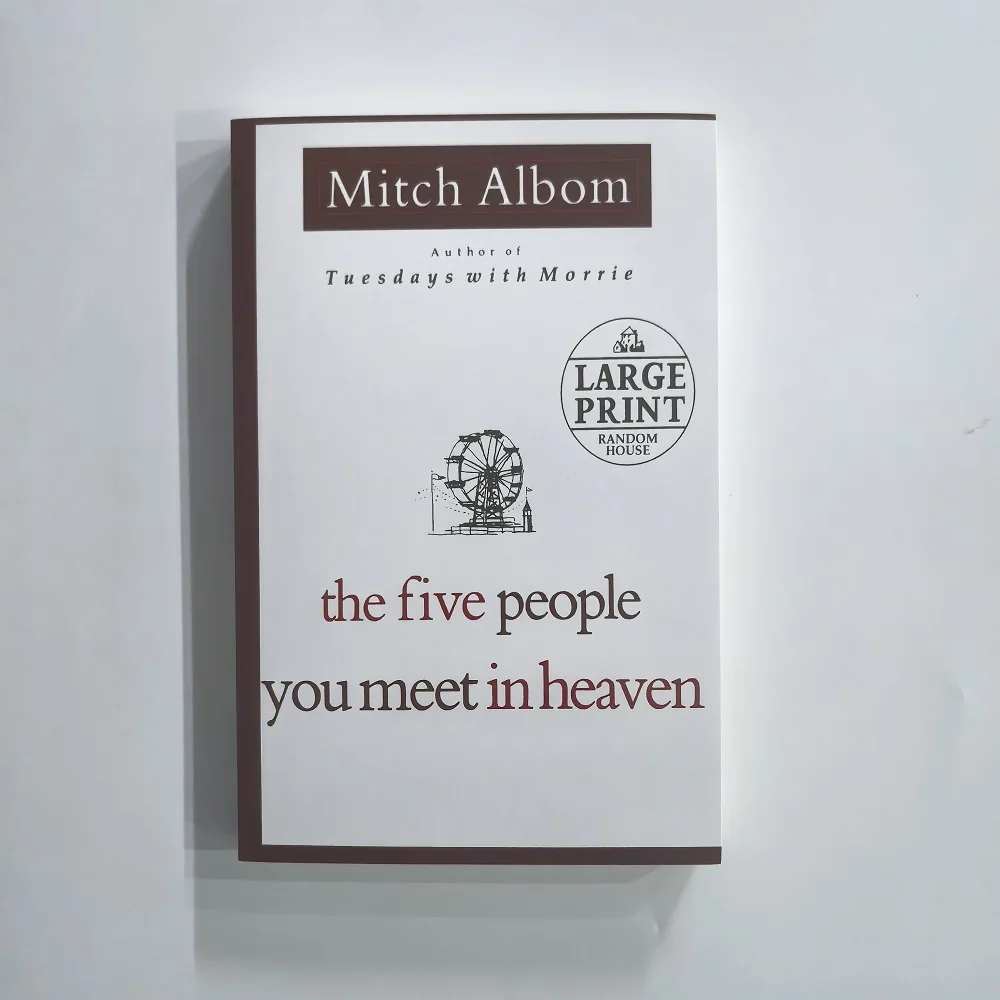 Mitch Albom
Author of
Tuesdays with Morrie
LARGE
PRINT
RANDOM
HOUSE
the five people
you meet in heaven